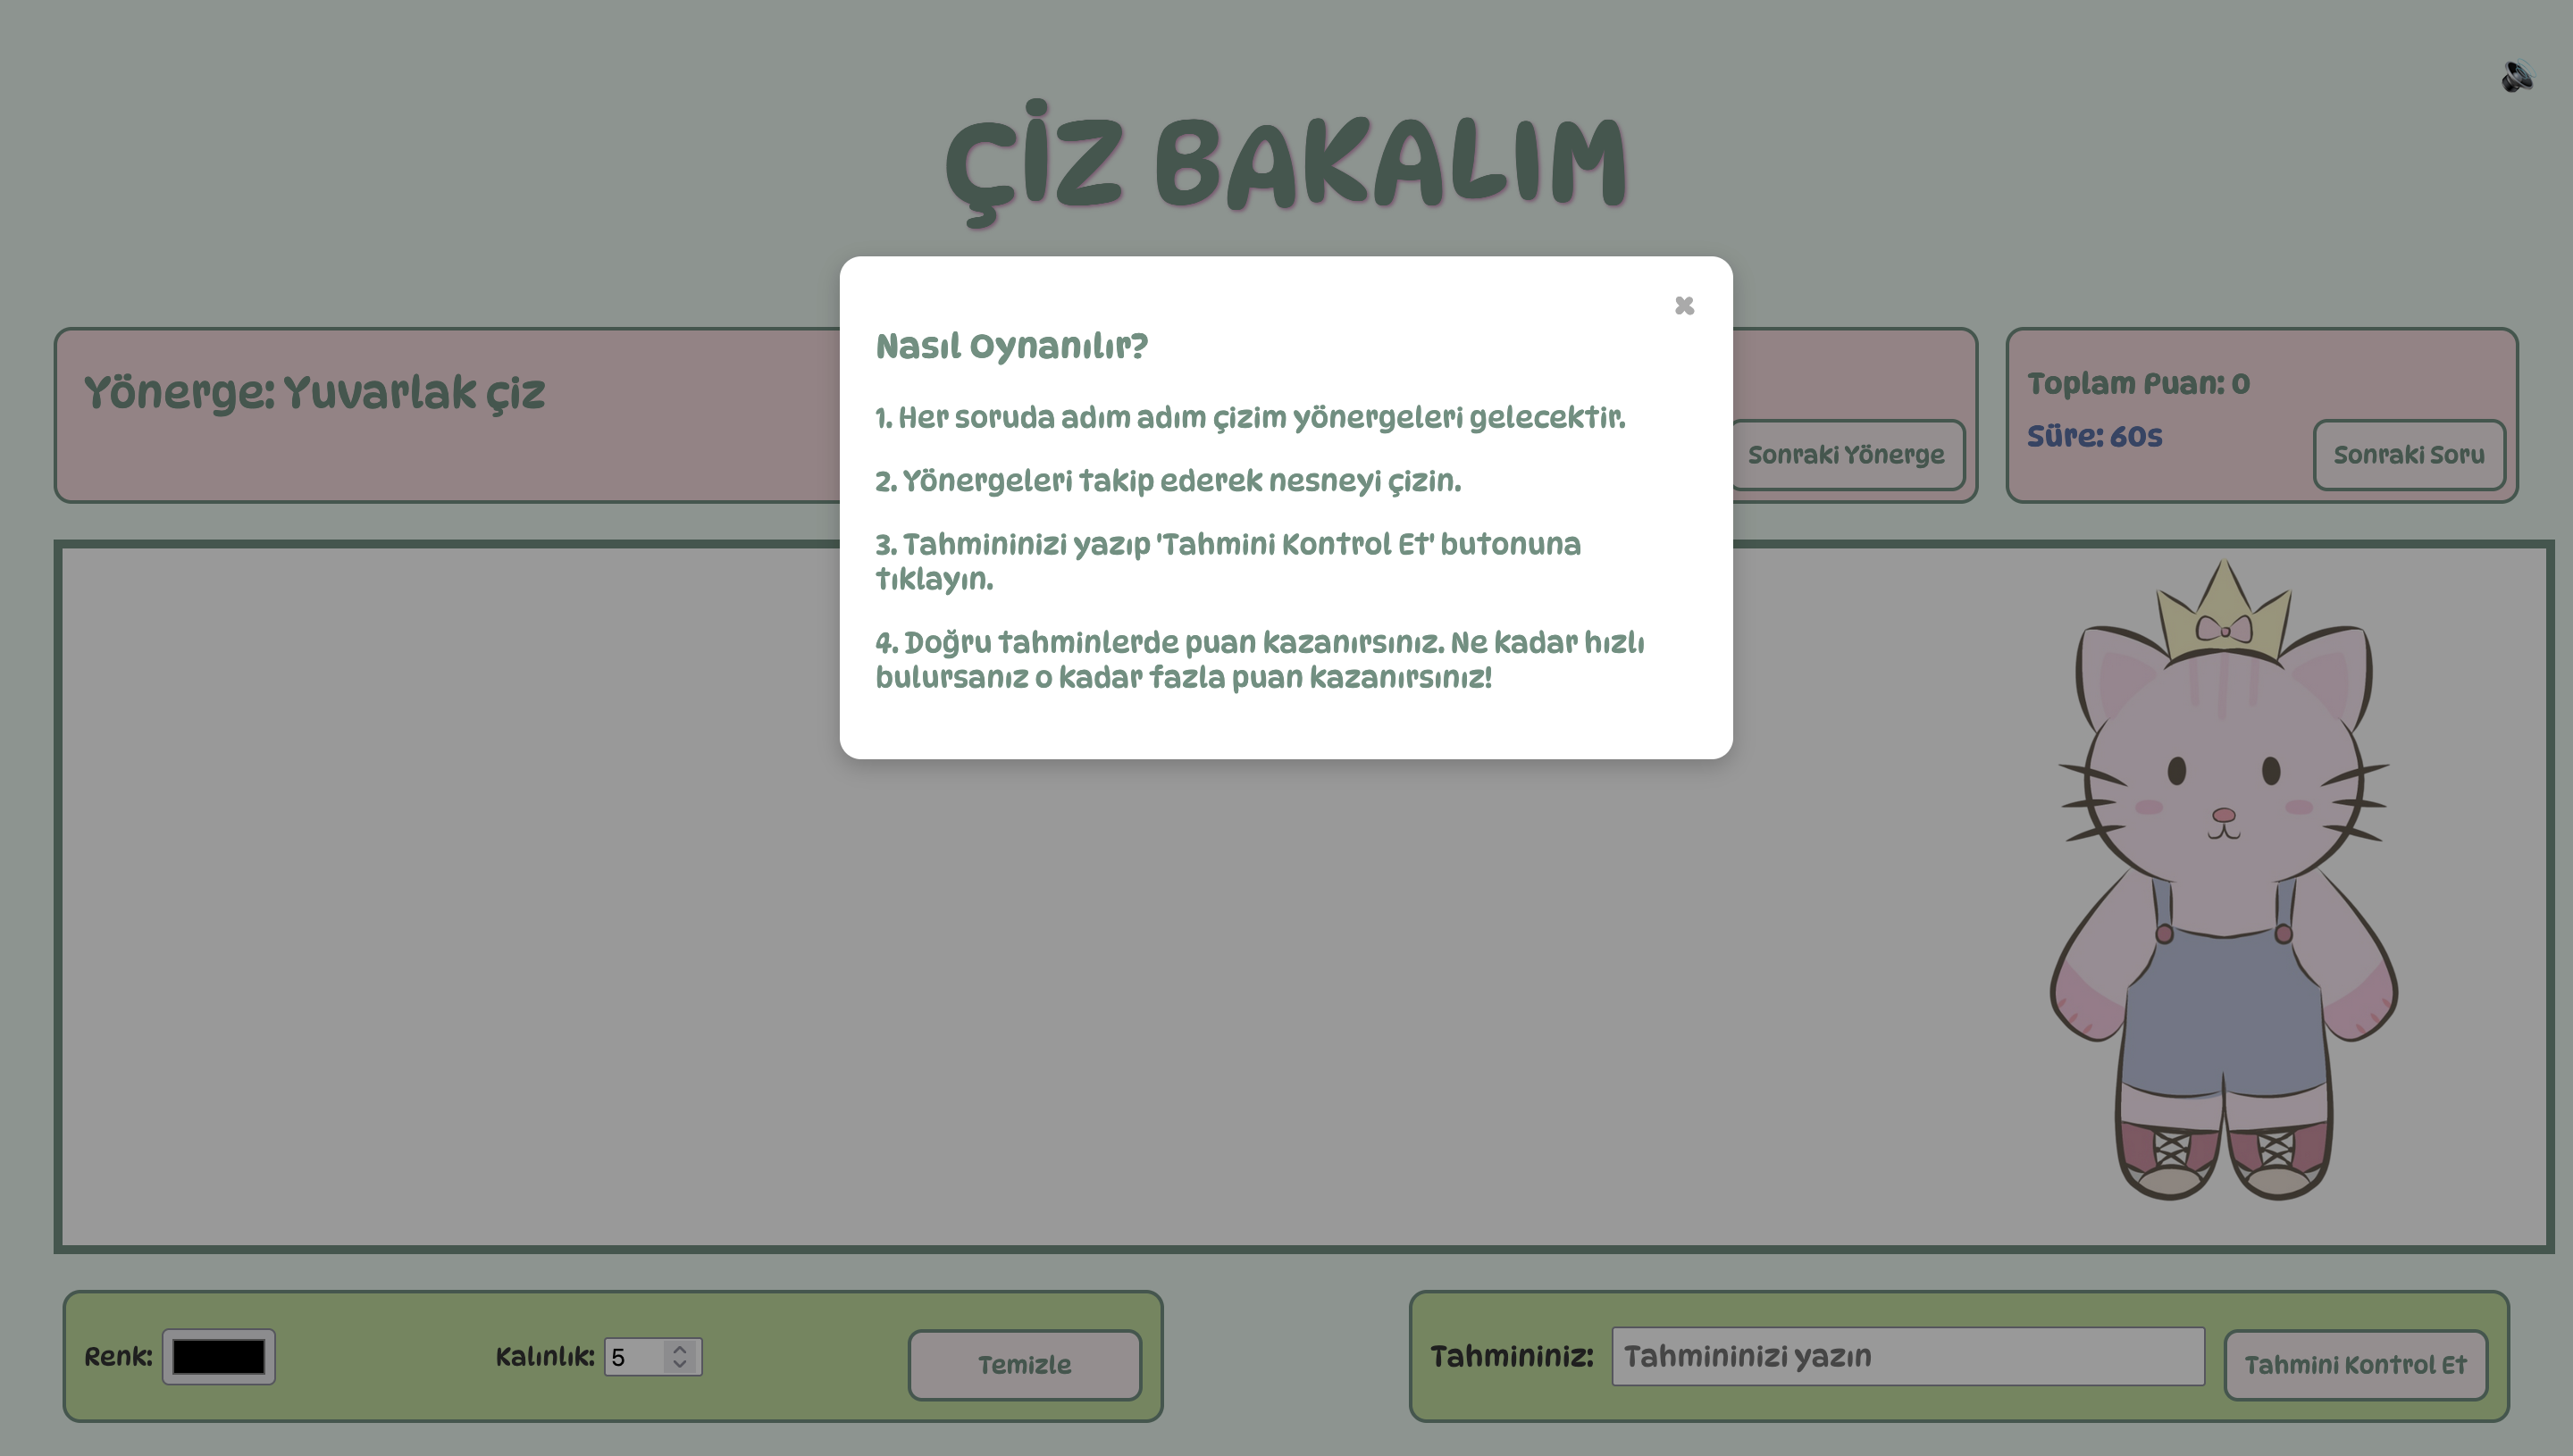 ÇİZ BAKALIM
Nasıl Oynanılır?
1. Her soruda adım adım çizim yönergeleri gelecektir.
2. Yönergeleri takip ederek nesneyi çizin.
3. Tahmininizi yazıp 'Tahmini Kontrol Et' butonuna
tıklayın.
4. Doğru tahminlerde puan kazanırsınız. Ne kadar hızlı
bulursanız o kadar fazla puan kazanırsınız!
Yönerge: Yuvarlak çiz
Sonraki Yönerge
Toplam Puan: 0
Süre: 60s
Sonraki Soru
Renk:
Kalınlık: 5
Temizle
Tahmininiz: Tahmininizi yazın
Tahmini Kontrol Et